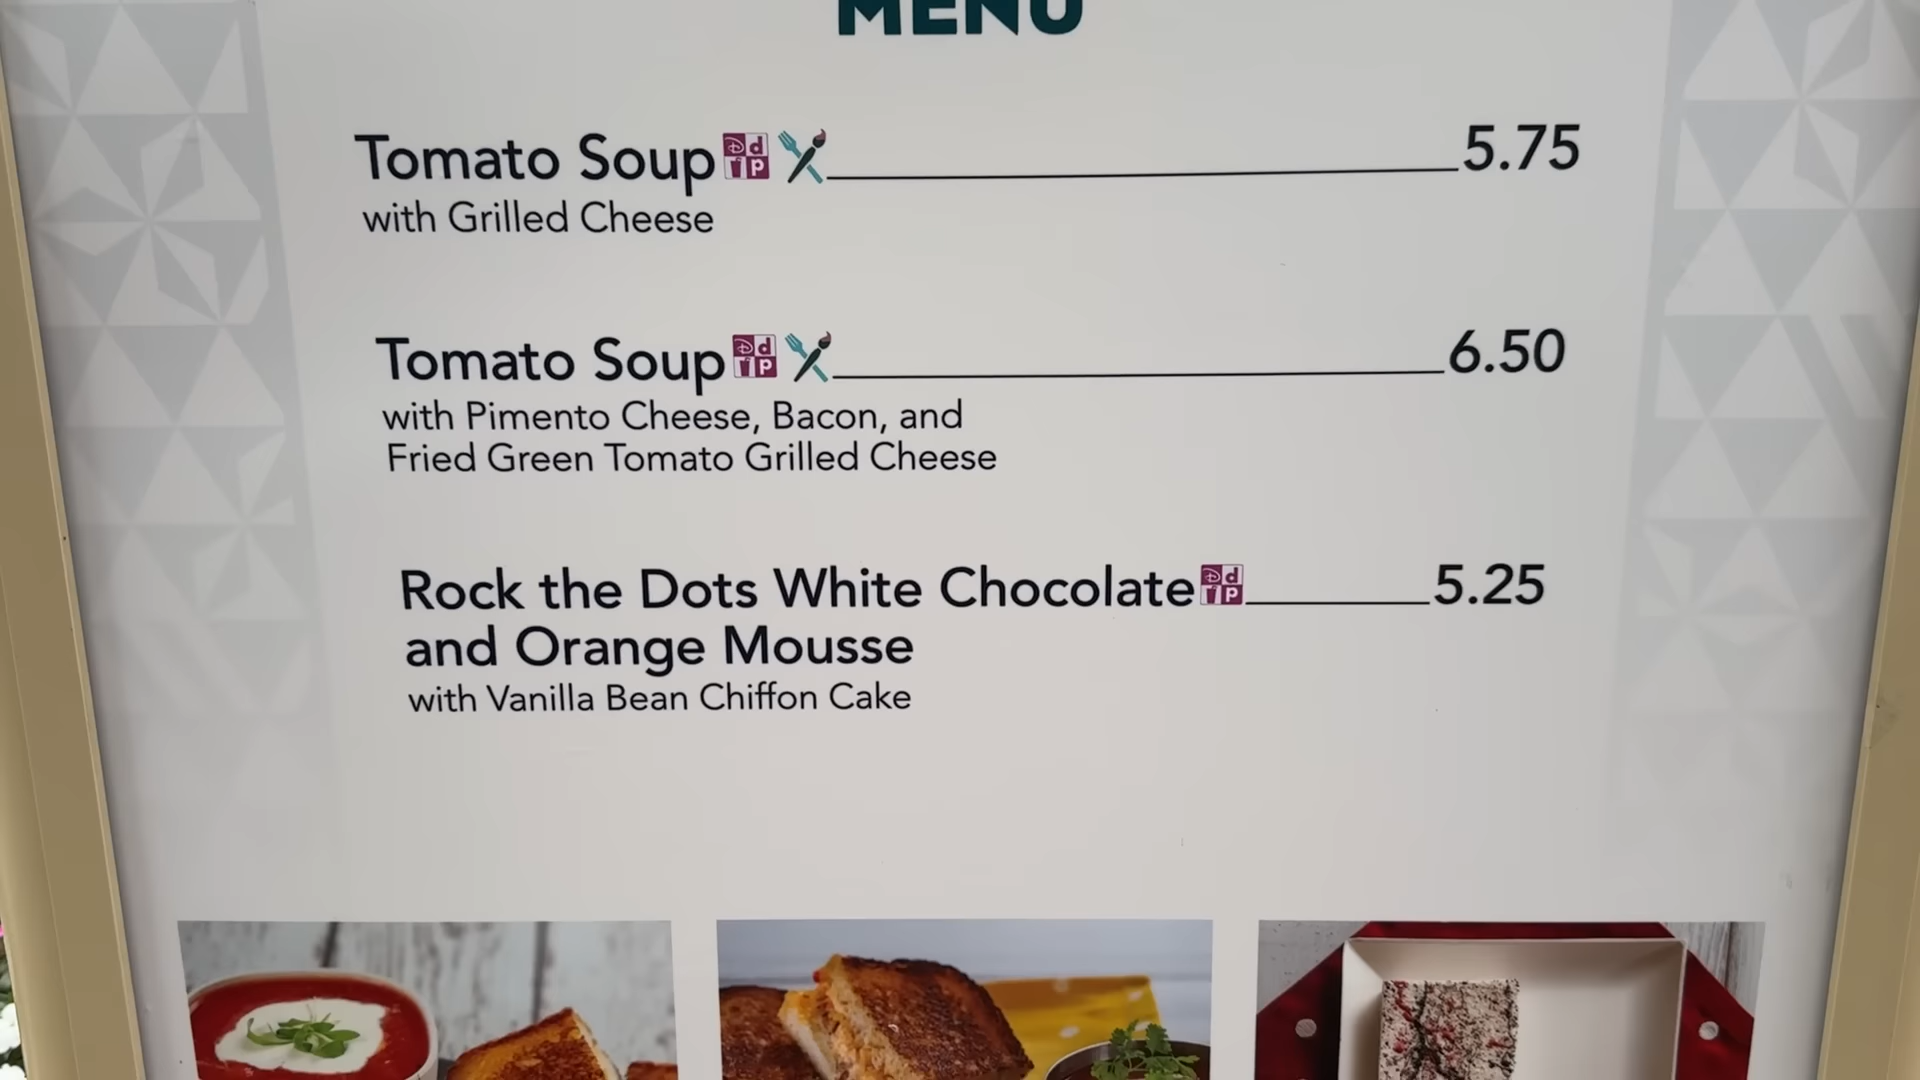 MENU
Tomato Soup 5.75
with Grilled Cheese
Tomato Soup 6.50
with Pimento Cheese, Bacon, and
Fried Green Tomato Grilled Cheese
Rock the Dots White Chocolate 5.25
and Orange Mousse
with Vanilla Bean Chiffon Cake